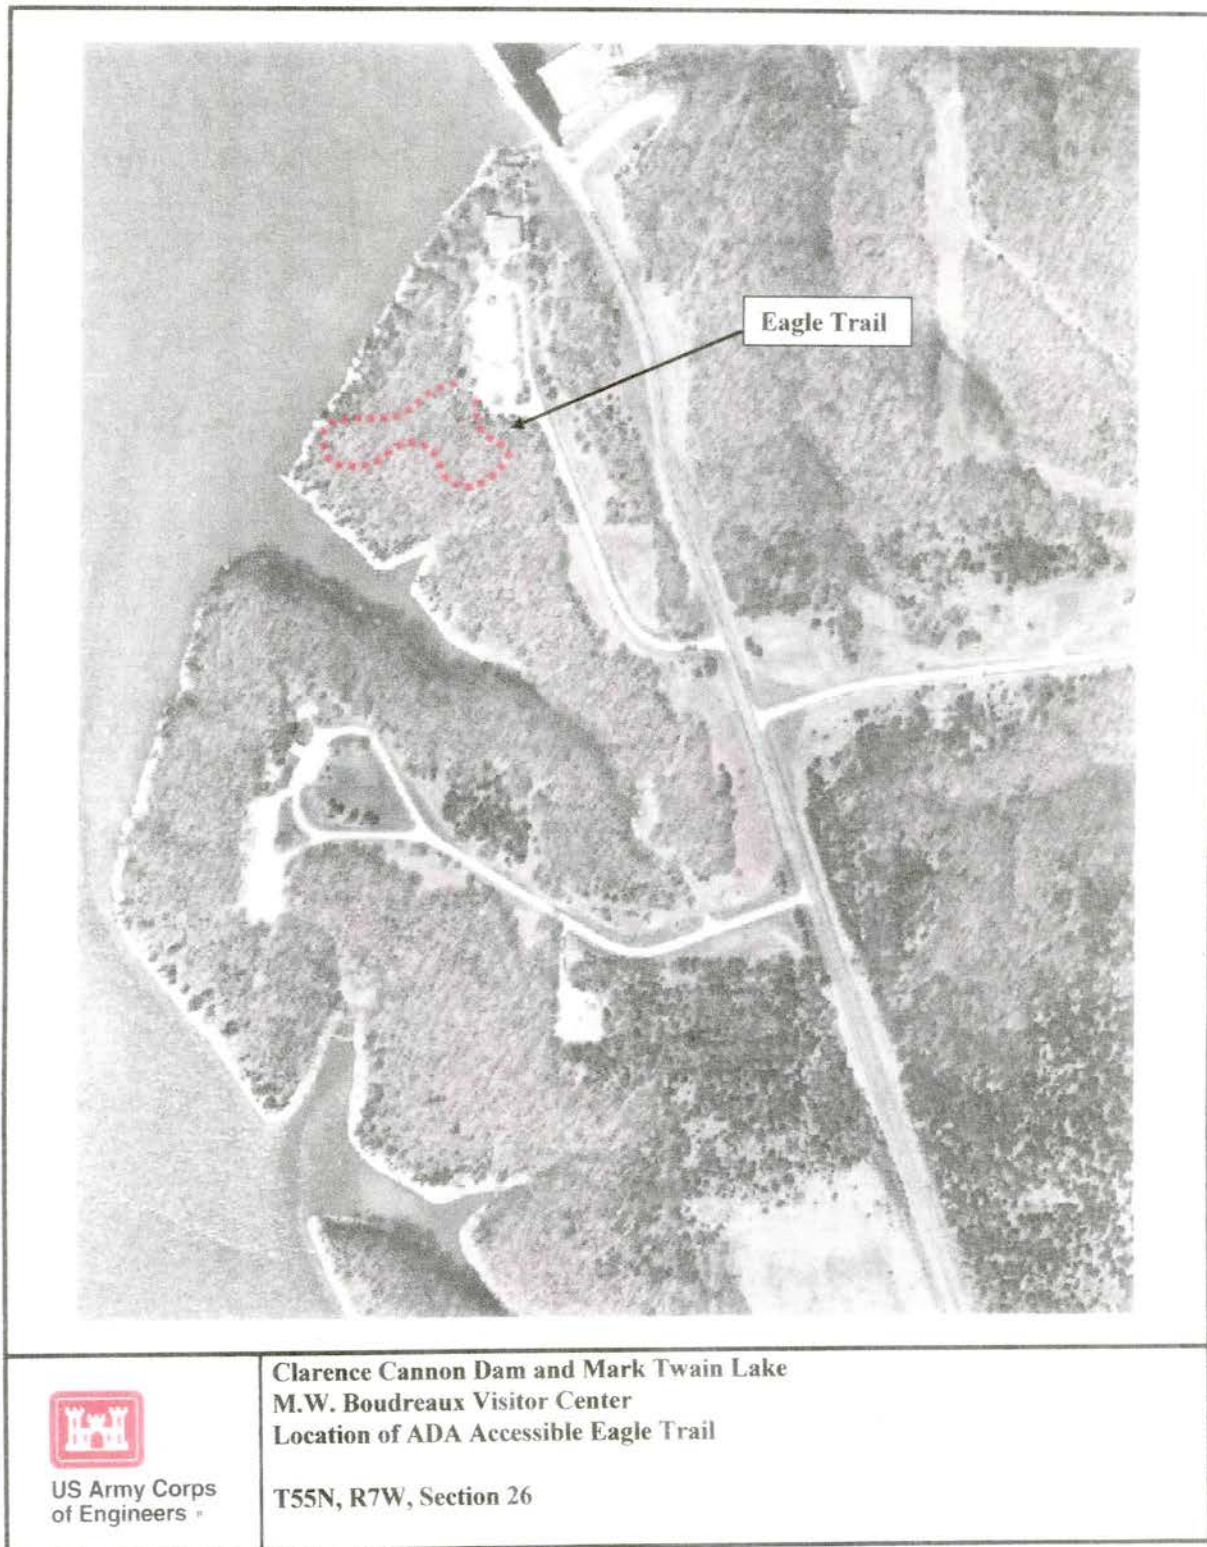 Eagle Trail
Clarence Cannon Dam and Mark Twain Lake
M.W. Boudreaux Visitor Center
Location of ADA Accessible Eagle Trail
T55N, R7W, Section 26
US Army Corps
of Engineers